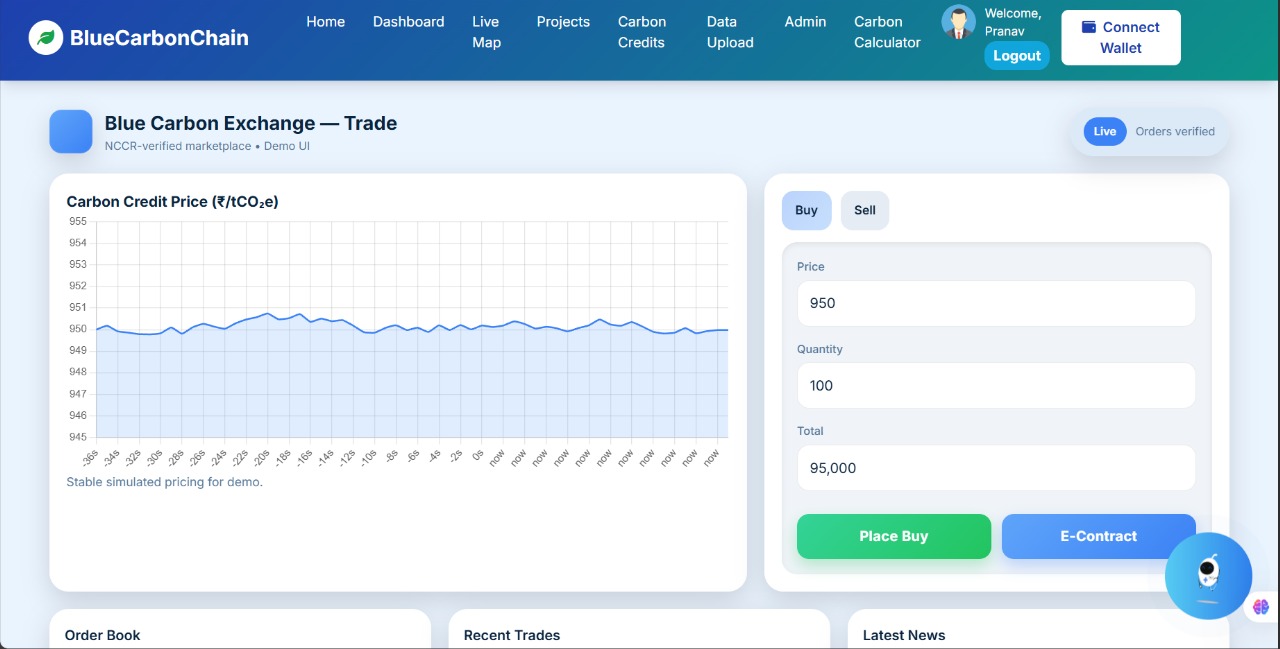 BlueCarbonChain
Home
Dashboard
Live
Map
Projects
Carbon
Credits
Data
Upload
Admin
Carbon
Calculator
Welcome,
Pranav
Logout
Connect
Wallet
Blue Carbon Exchange — Trade
NCCR-verified marketplace • Demo UI
Live
Orders verified
Carbon Credit Price (₹/tCO₂e)
955
954
953
952
951
950
949
948
947
946
945
-36s
-34s
-32s
-30s
-28s
-26s
-24s
-22s
-20s
-18s
-16s
-14s
-12s
-10s
-8s
-6s
-4s
-2s
0s
now
now
now
now
now
now
now
now
now
now
now
Stable simulated pricing for demo.
Buy
Sell
Price
950
Quantity
100
Total
95,000
Place Buy
E-Contract
Order Book
Recent Trades
Latest News